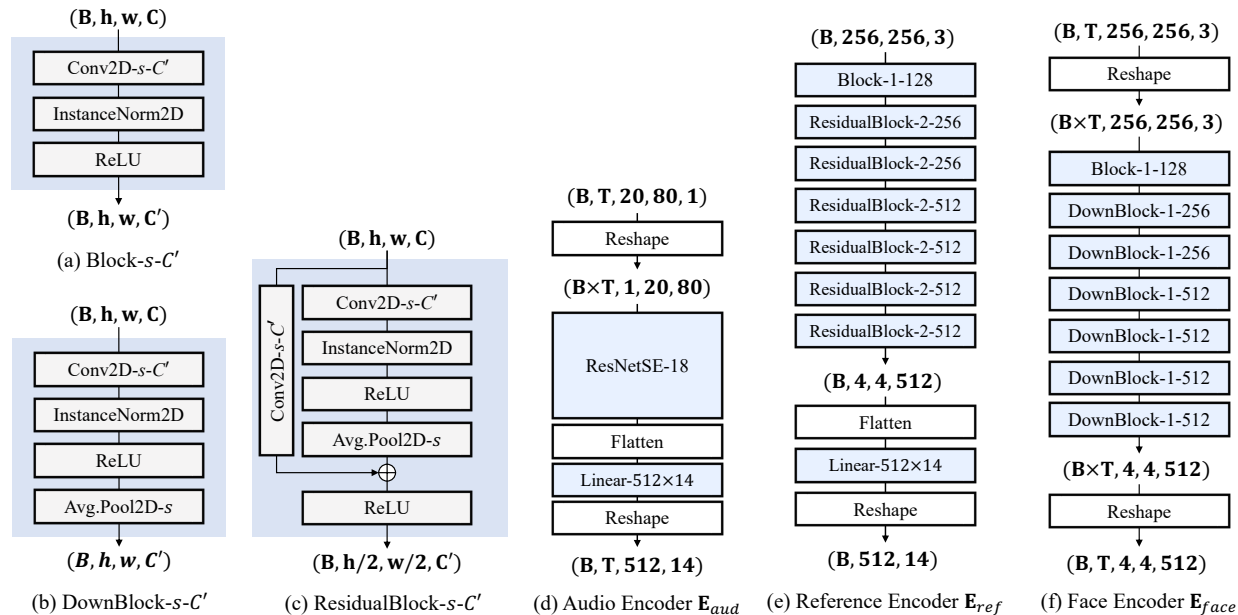 (B, h, w, C)
Conv2D-s-C′
InstanceNorm2D
ReLU
(B, h, w, C′)
(a) Block-s-C′
(B, h, w, C)
Conv2D-s-C′
InstanceNorm2D
ReLU
Avg.Pool2D-s
(B, h, w, C′)
(b) DownBlock-s-C′
(B, h, w, C)
Conv2D-s-C′
Conv2D-s-C′
InstanceNorm2D
ReLU
Avg.Pool2D-s
ReLU
(B, h/2, w/2, C′)
(c) ResidualBlock-s-C′
(B, T, 20, 80, 1)
Reshape
(B×T, 1, 20, 80)
ResNetSE-18
Flatten
Linear-512×14
Reshape
(B, T, 512, 14)
(d) Audio Encoder E_aud
(B, 256, 256, 3)
Block-1-128
ResidualBlock-2-256
ResidualBlock-2-256
ResidualBlock-2-512
ResidualBlock-2-512
ResidualBlock-2-512
ResidualBlock-2-512
(B, 4, 4, 512)
Flatten
Linear-512×14
Reshape
(B, 512, 14)
(e) Reference Encoder E_ref
(B, T, 256, 256, 3)
Reshape
(B×T, 256, 256, 3)
Block-1-128
DownBlock-1-256
DownBlock-1-256
DownBlock-1-512
DownBlock-1-512
DownBlock-1-512
DownBlock-1-512
(B×T, 4, 4, 512)
Reshape
(B, T, 4, 4, 512)
(f) Face Encoder E_face